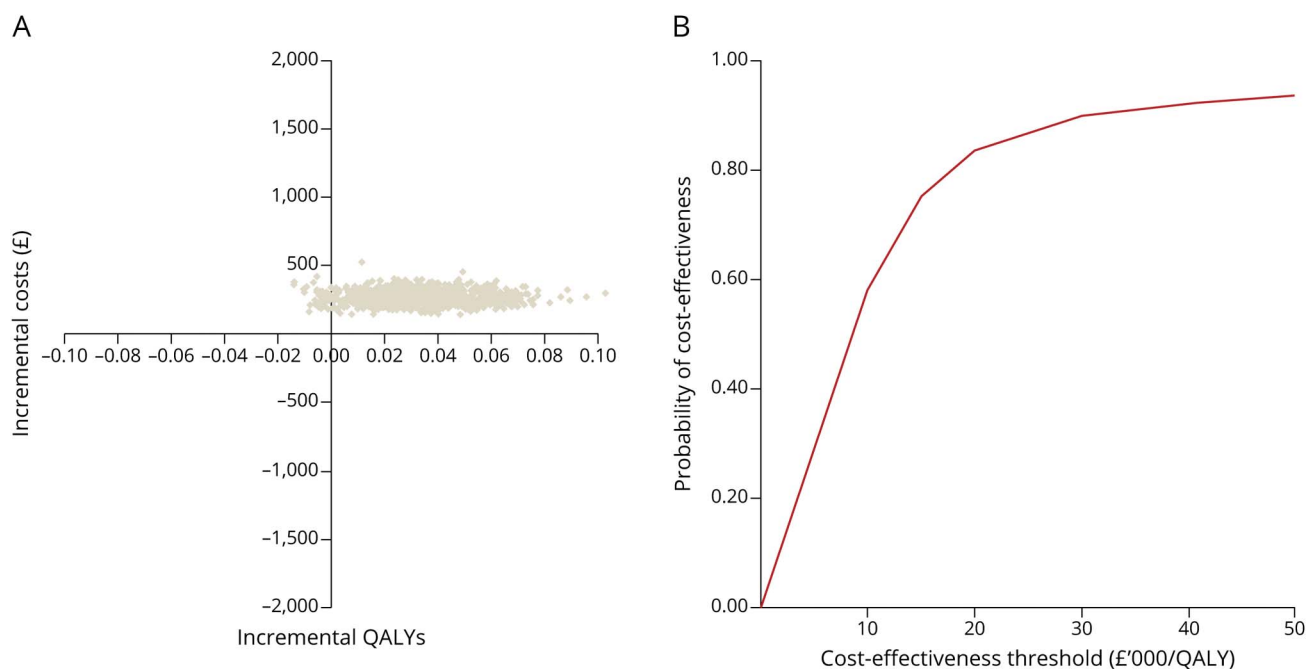 A
2,000
1,500
1,000
500
–0.10 –0.08 –0.06 –0.04 –0.02 0.00 0.02 0.04 0.06 0.08 0.10
–500
–1,000
–1,500
–2,000
Incremental costs (£)
Incremental QALYs
B
1.00
0.80
0.60
0.40
0.20
0.00
10 20 30 40 50
Probability of cost-effectiveness
Cost-effectiveness threshold (£’000/QALY)